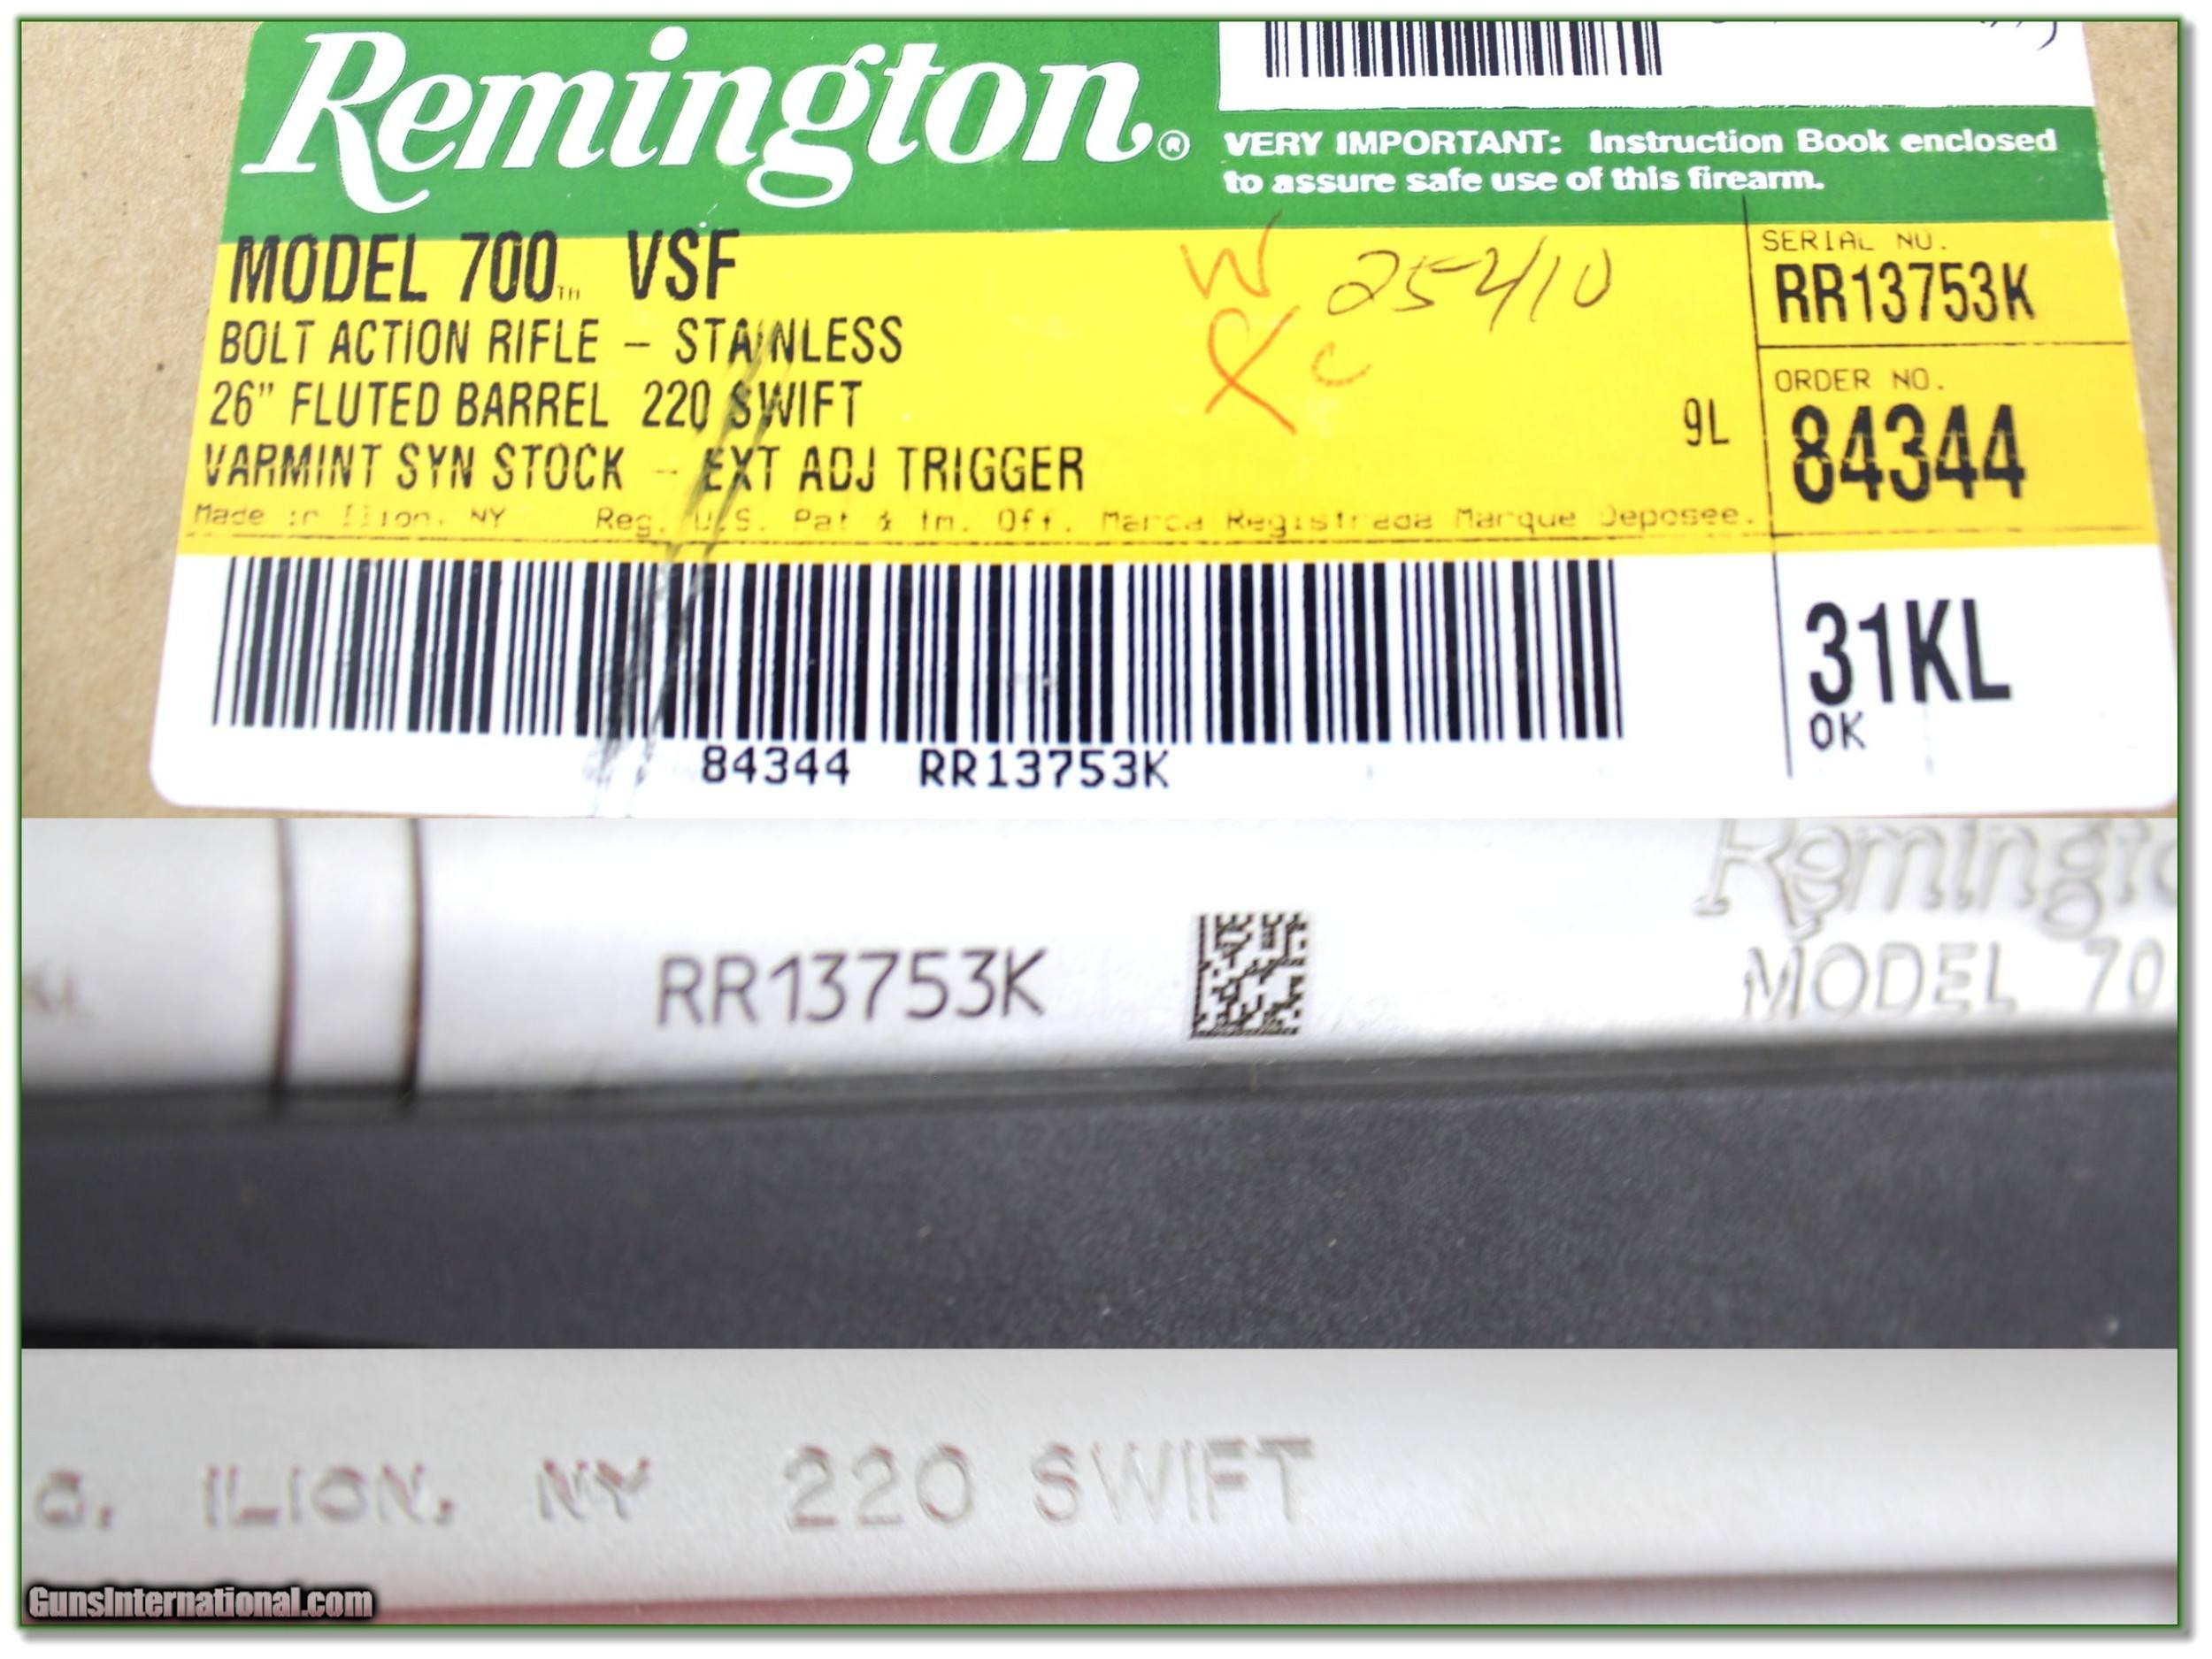 Remington®
VERY IMPORTANT: Instruction Book enclosed
to assure safe use of this firearm.
MODEL 700TM VSF
BOLT ACTION RIFLE – STAINLESS
26" FLUTED BARREL 220 SWIFT
VARMINT SYN STOCK – EXT ADJ TRIGGER
Made in Ilion, NY Reg. U.S. Pat & tm. Off. Marca Registrada Marque Deposee.
W
25410
C
9L
SERIAL NO.
RR13753K
ORDER NO.
84344
31KL
OK
84344 RR13753K
RR13753K
Remingto
MODEL 70
G. ILION, NY 220 SWIFT
GunsInternational.com